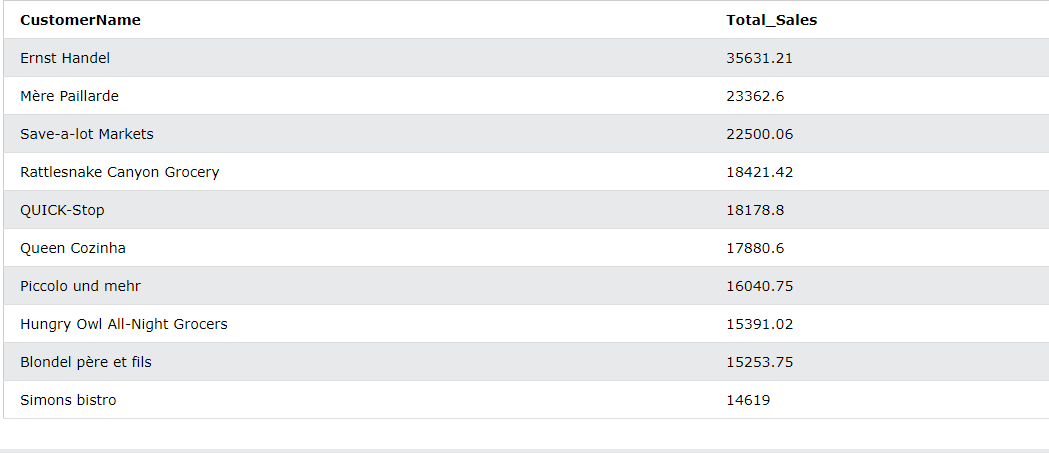 CustomerName Total_Sales
Ernst Handel 35631.21
Mère Paillarde 23362.6
Save-a-lot Markets 22500.06
Rattlesnake Canyon Grocery 18421.42
QUICK-Stop 18178.8
Queen Cozinha 17880.6
Piccolo und mehr 16040.75
Hungry Owl All-Night Grocers 15391.02
Blondel père et fils 15253.75
Simons bistro 14619